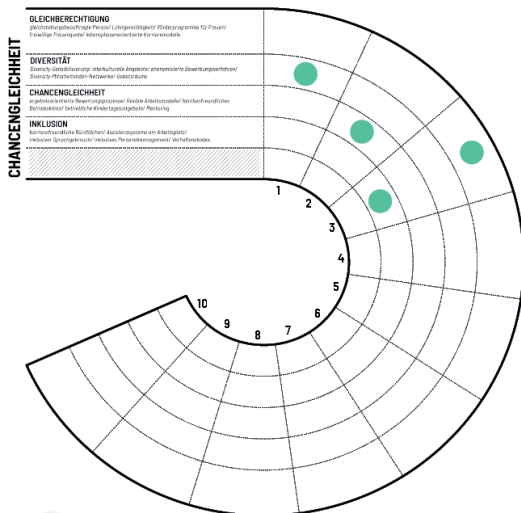 CHANCENGLEICHHEIT
GLEICHBERECHTIGUNG
gleichstellungsbeauftragte Person/ Lohngerechtigkeit/ Förderprogramme für Frauen/
freiwillige Frauenquote/ lebensphasenorientierte Karrieremodelle
DIVERSITÄT
Diversity-Sensibilisierung/ interkulturelle Angebote/ anonymisierte Bewerbungsverfahren/
Diversity-Mitarbeitenden-Netzwerke/ Gebetsräume
CHANCENGLEICHHEIT
ergebnisorientierte Bewertungsprozesse/ flexible Arbeitsmodelle/ familienfreundliches
Betriebsklima/ betriebliche Kindertagesangebote/ Mentoring
INKLUSION
barrierefreundliche Büroflächen/ Assistenzsysteme am Arbeitsplatz/
inklusiver Sprachgebrauch/ inklusives Personalmanagement/ Verhaltenskodex
1
2
3
4
5
6
7
8
9
10